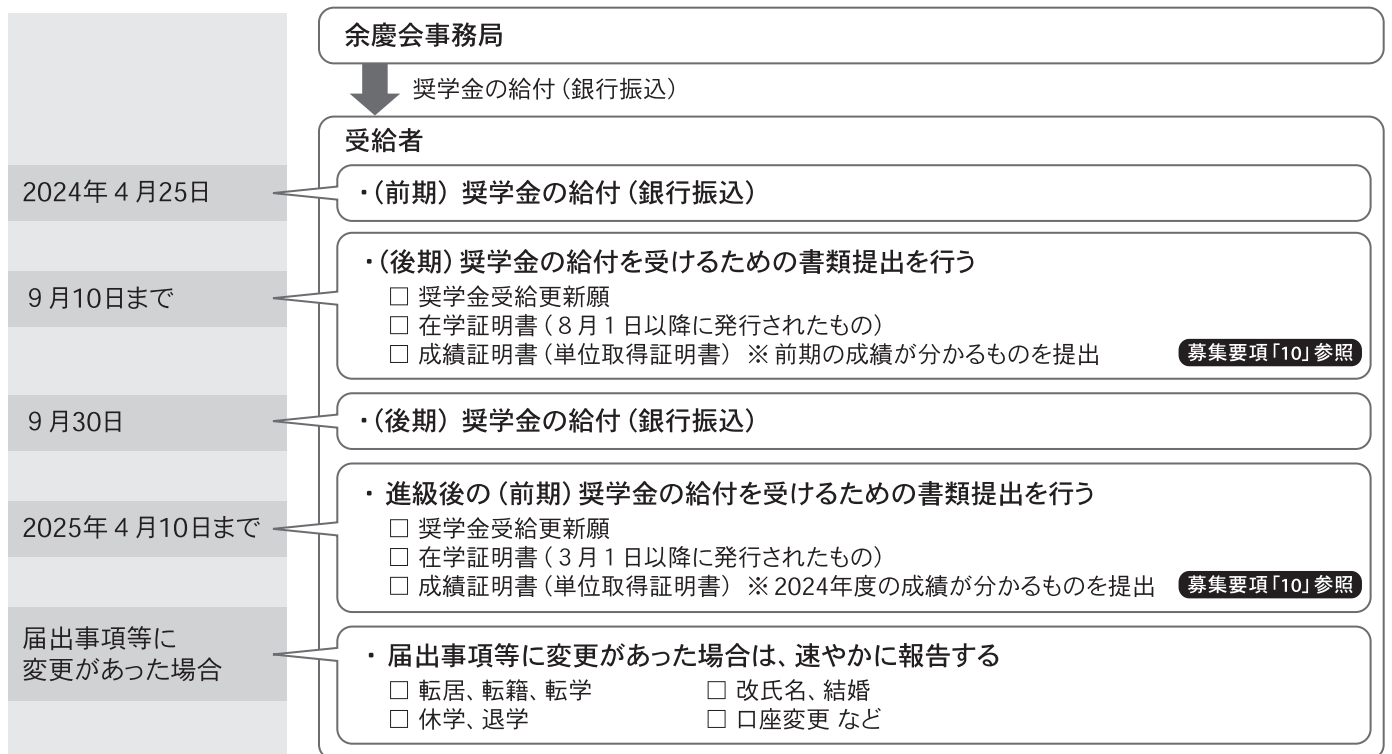 余慶会事務局
奨学金の給付（銀行振込）
受給者
2024年４月25日
・（前期）奨学金の給付（銀行振込）
９月10日まで
・（後期）奨学金の給付を受けるための書類提出を行う
□ 奨学金受給更新願
□ 在学証明書（８月１日以降に発行されたもの）
□ 成績証明書（単位取得証明書）※前期の成績が分かるものを提出 募集要項「10」参照
９月30日
・（後期）奨学金の給付（銀行振込）
2025年４月10日まで
・進級後の（前期）奨学金の給付を受けるための書類提出を行う
□ 奨学金受給更新願
□ 在学証明書（３月１日以降に発行されたもの）
□ 成績証明書（単位取得証明書）※2024年度の成績が分かるものを提出 募集要項「10」参照
届出事項等に
変更があった場合
・届出事項等に変更があった場合は、速やかに報告する
□ 転居、転籍、転学 □ 改氏名、結婚
□ 休学、退学 □ 口座変更 など